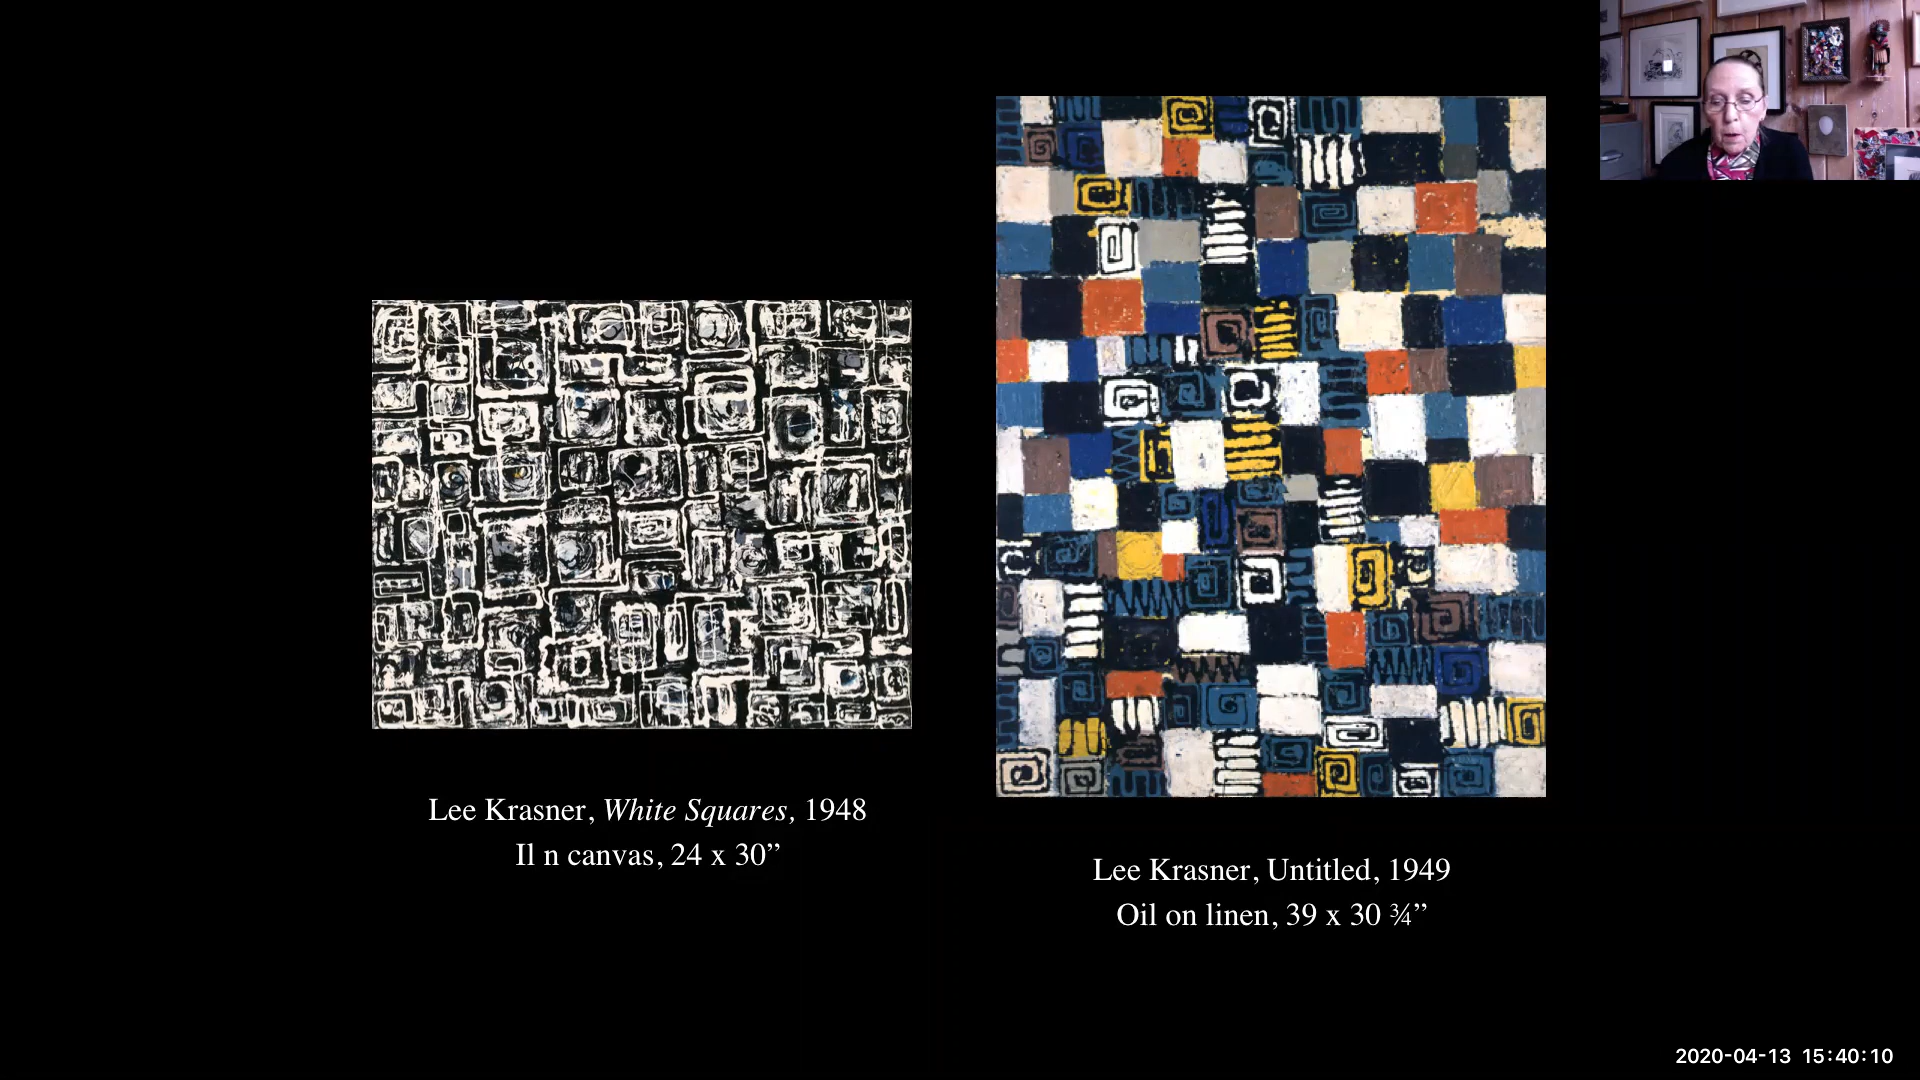 Lee Krasner, White Squares, 1948
Il n canvas, 24 x 30”
Lee Krasner, Untitled, 1949
Oil on linen, 39 x 30 ¾”
2020-04-13 15:40:10